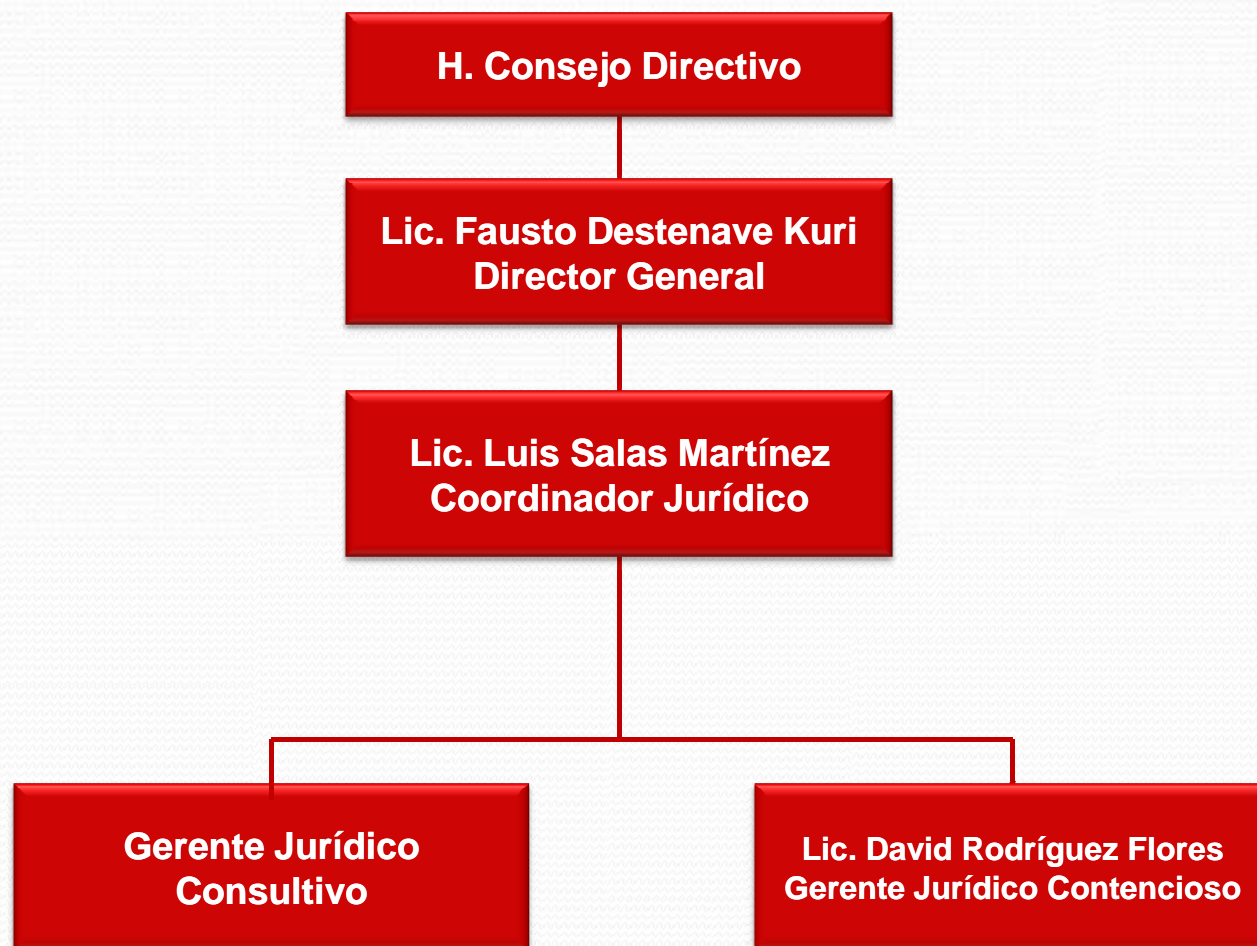 H. Consejo Directivo
Lic. Fausto Destenave Kuri
Director General
Lic. Luis Salas Martínez
Coordinador Jurídico
Gerente Jurídico
Consultivo
Lic. David Rodríguez Flores
Gerente Jurídico Contencioso